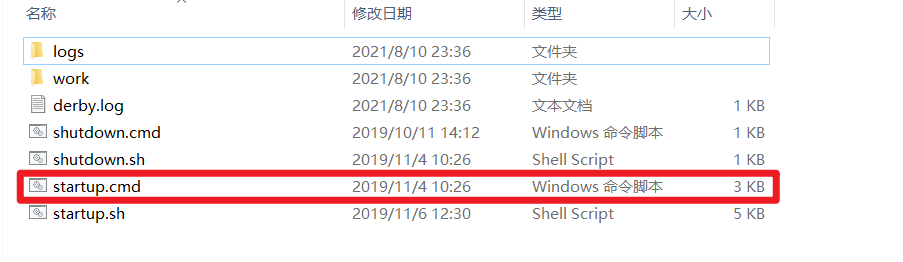 名称 修改日期 类型 大小
logs 2021/8/10 23:36 文件夹
work 2021/8/10 23:36 文件夹
derby.log 2021/8/10 23:36 文本文档 1 KB
shutdown.cmd 2019/10/11 14:12 Windows 命令脚本 1 KB
shutdown.sh 2019/11/4 10:26 Shell Script 1 KB
startup.cmd 2019/11/4 10:26 Windows 命令脚本 3 KB
startup.sh 2019/11/6 12:30 Shell Script 5 KB